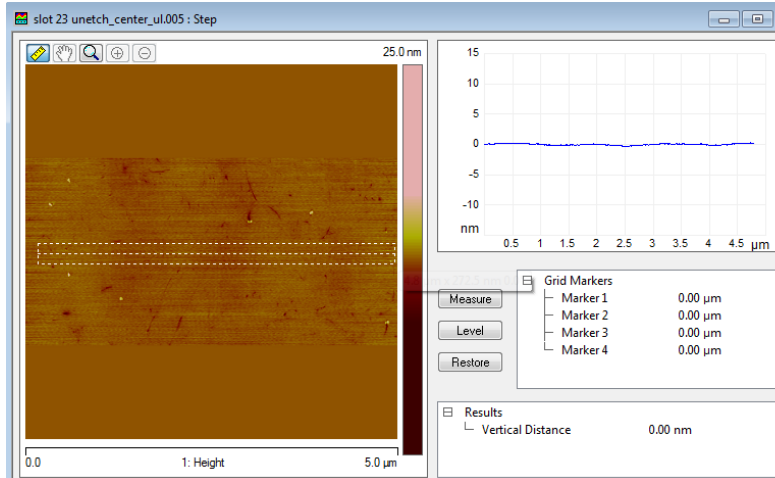 slot 23 unetch_center_ul.005 : Step
25.0 nm
0.0
1: Height
5.0 µm
15
10
5
0
-5
-10
nm
0.5 1 1.5 2 2.5 3 3.5 4 4.5 µm
Measure
Level
Restore
Grid Markers
Marker 1 0.00 µm
Marker 2 0.00 µm
Marker 3 0.00 µm
Marker 4 0.00 µm
Results
Vertical Distance 0.00 nm